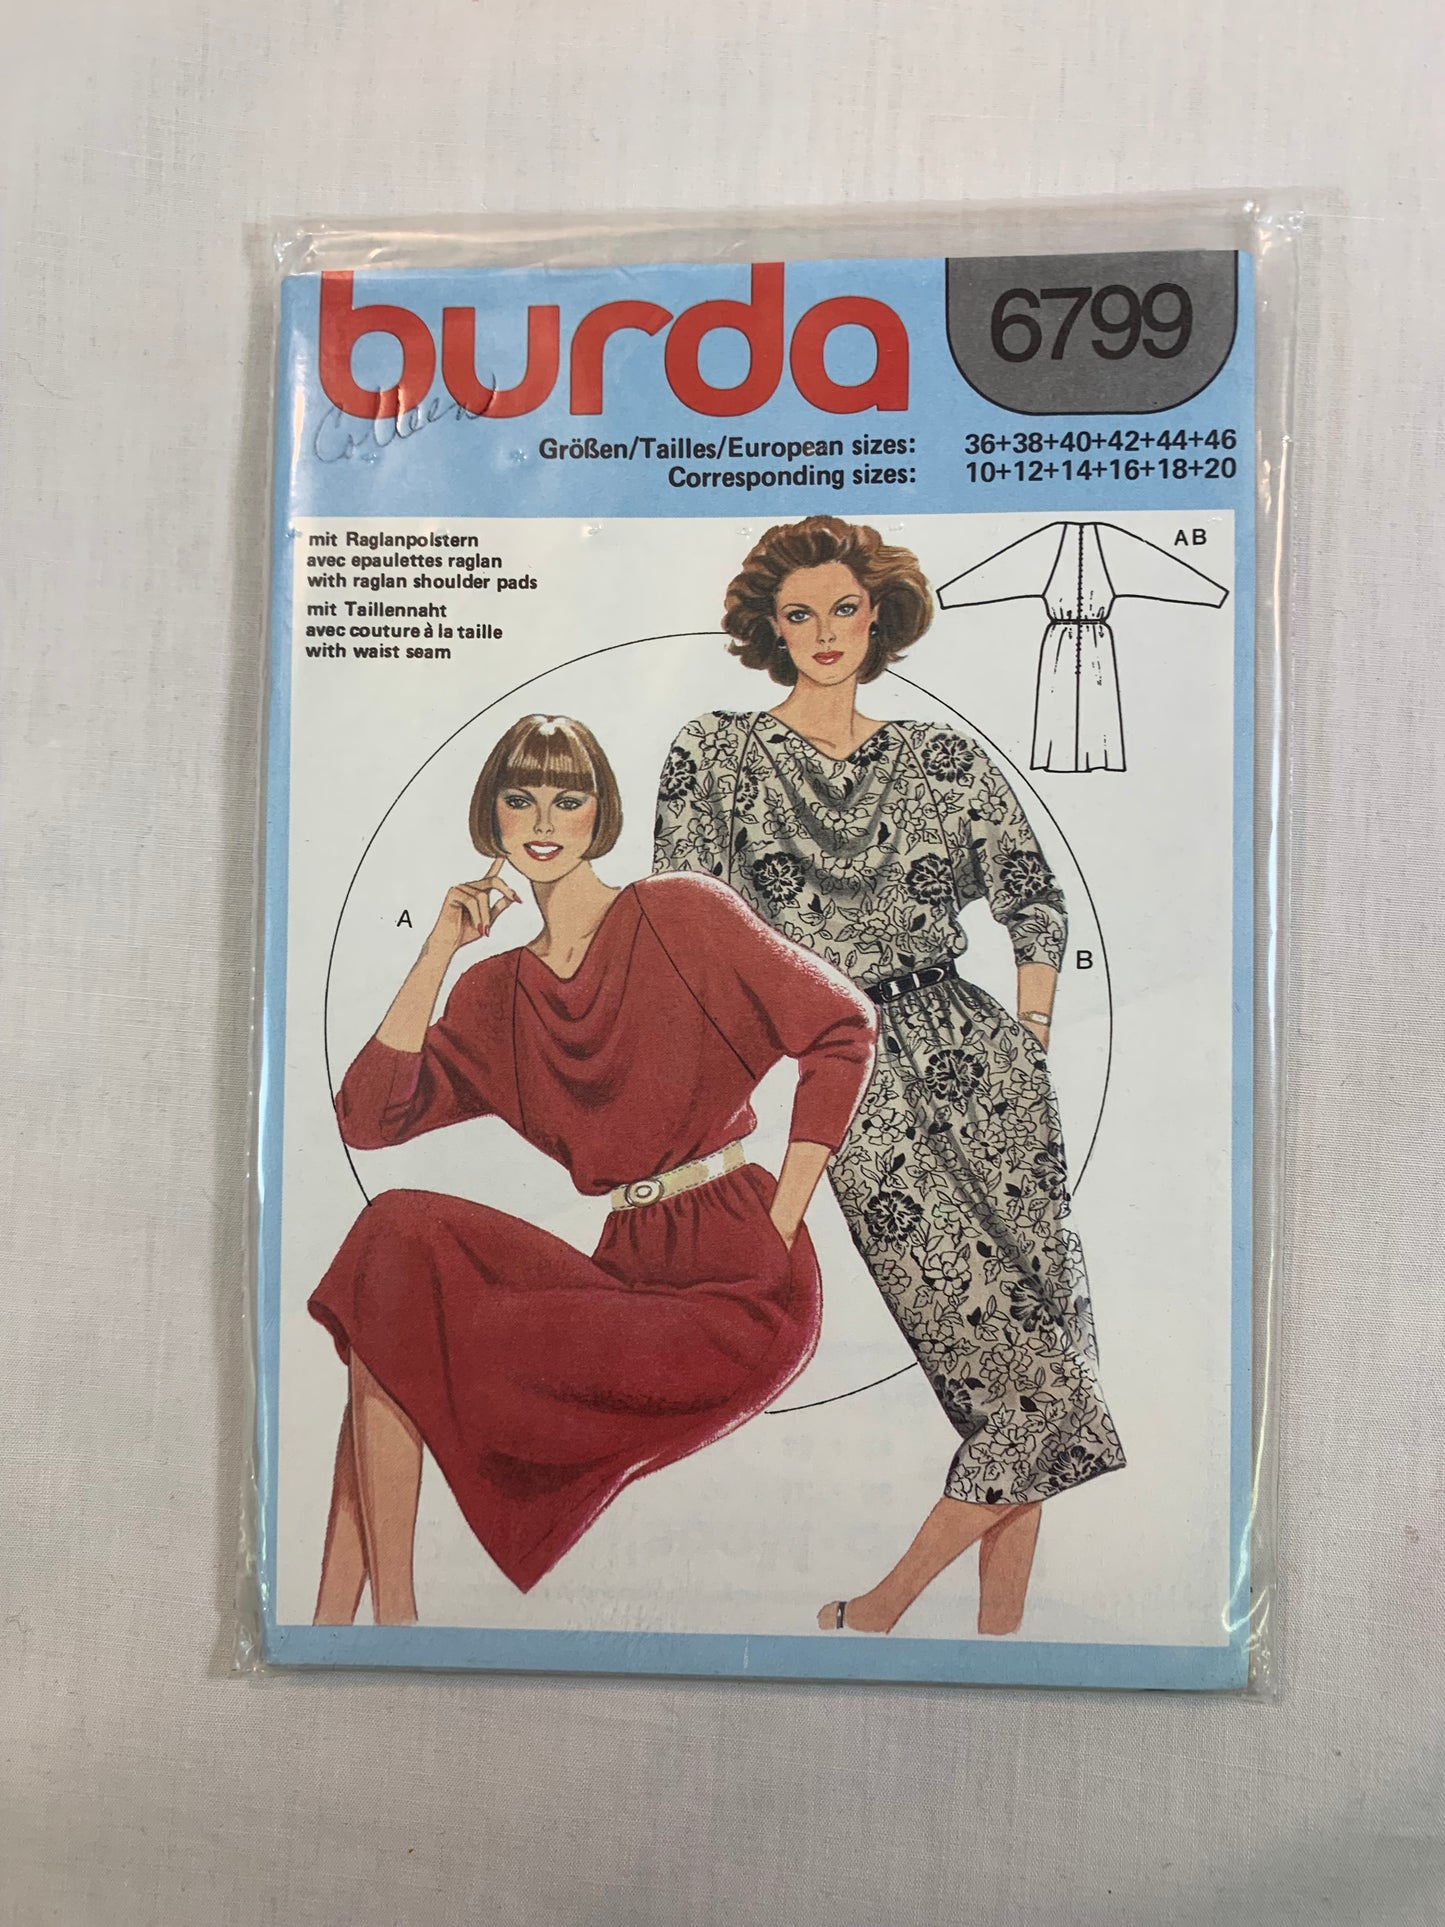 burda
6799
Colleen
Größen/Tailles/European sizes: 36+38+40+42+44+46
Corresponding sizes: 10+12+14+16+18+20
mit Raglanpolstern
avec epaulettes raglan
with raglan shoulder pads
mit Taillennaht
avec couture à la taille
with waist seam
AB
A
B